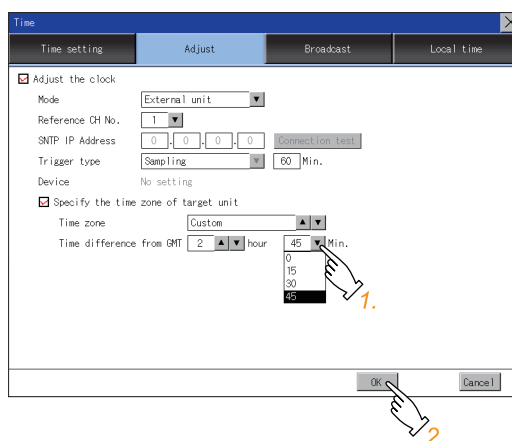 Time
Time setting Adjust Broadcast Local time
Adjust the clock
Mode External unit
Reference CH No. 1
SNTP IP Address 0 . 0 . 0 . 0 Connection test
Trigger type Sampling 60 Min.
Device No setting
Specify the time zone of target unit
Time zone Custom
Time difference from GMT 2 hour 45 Min.
0
15
30
45
1.
OK Cancel
2